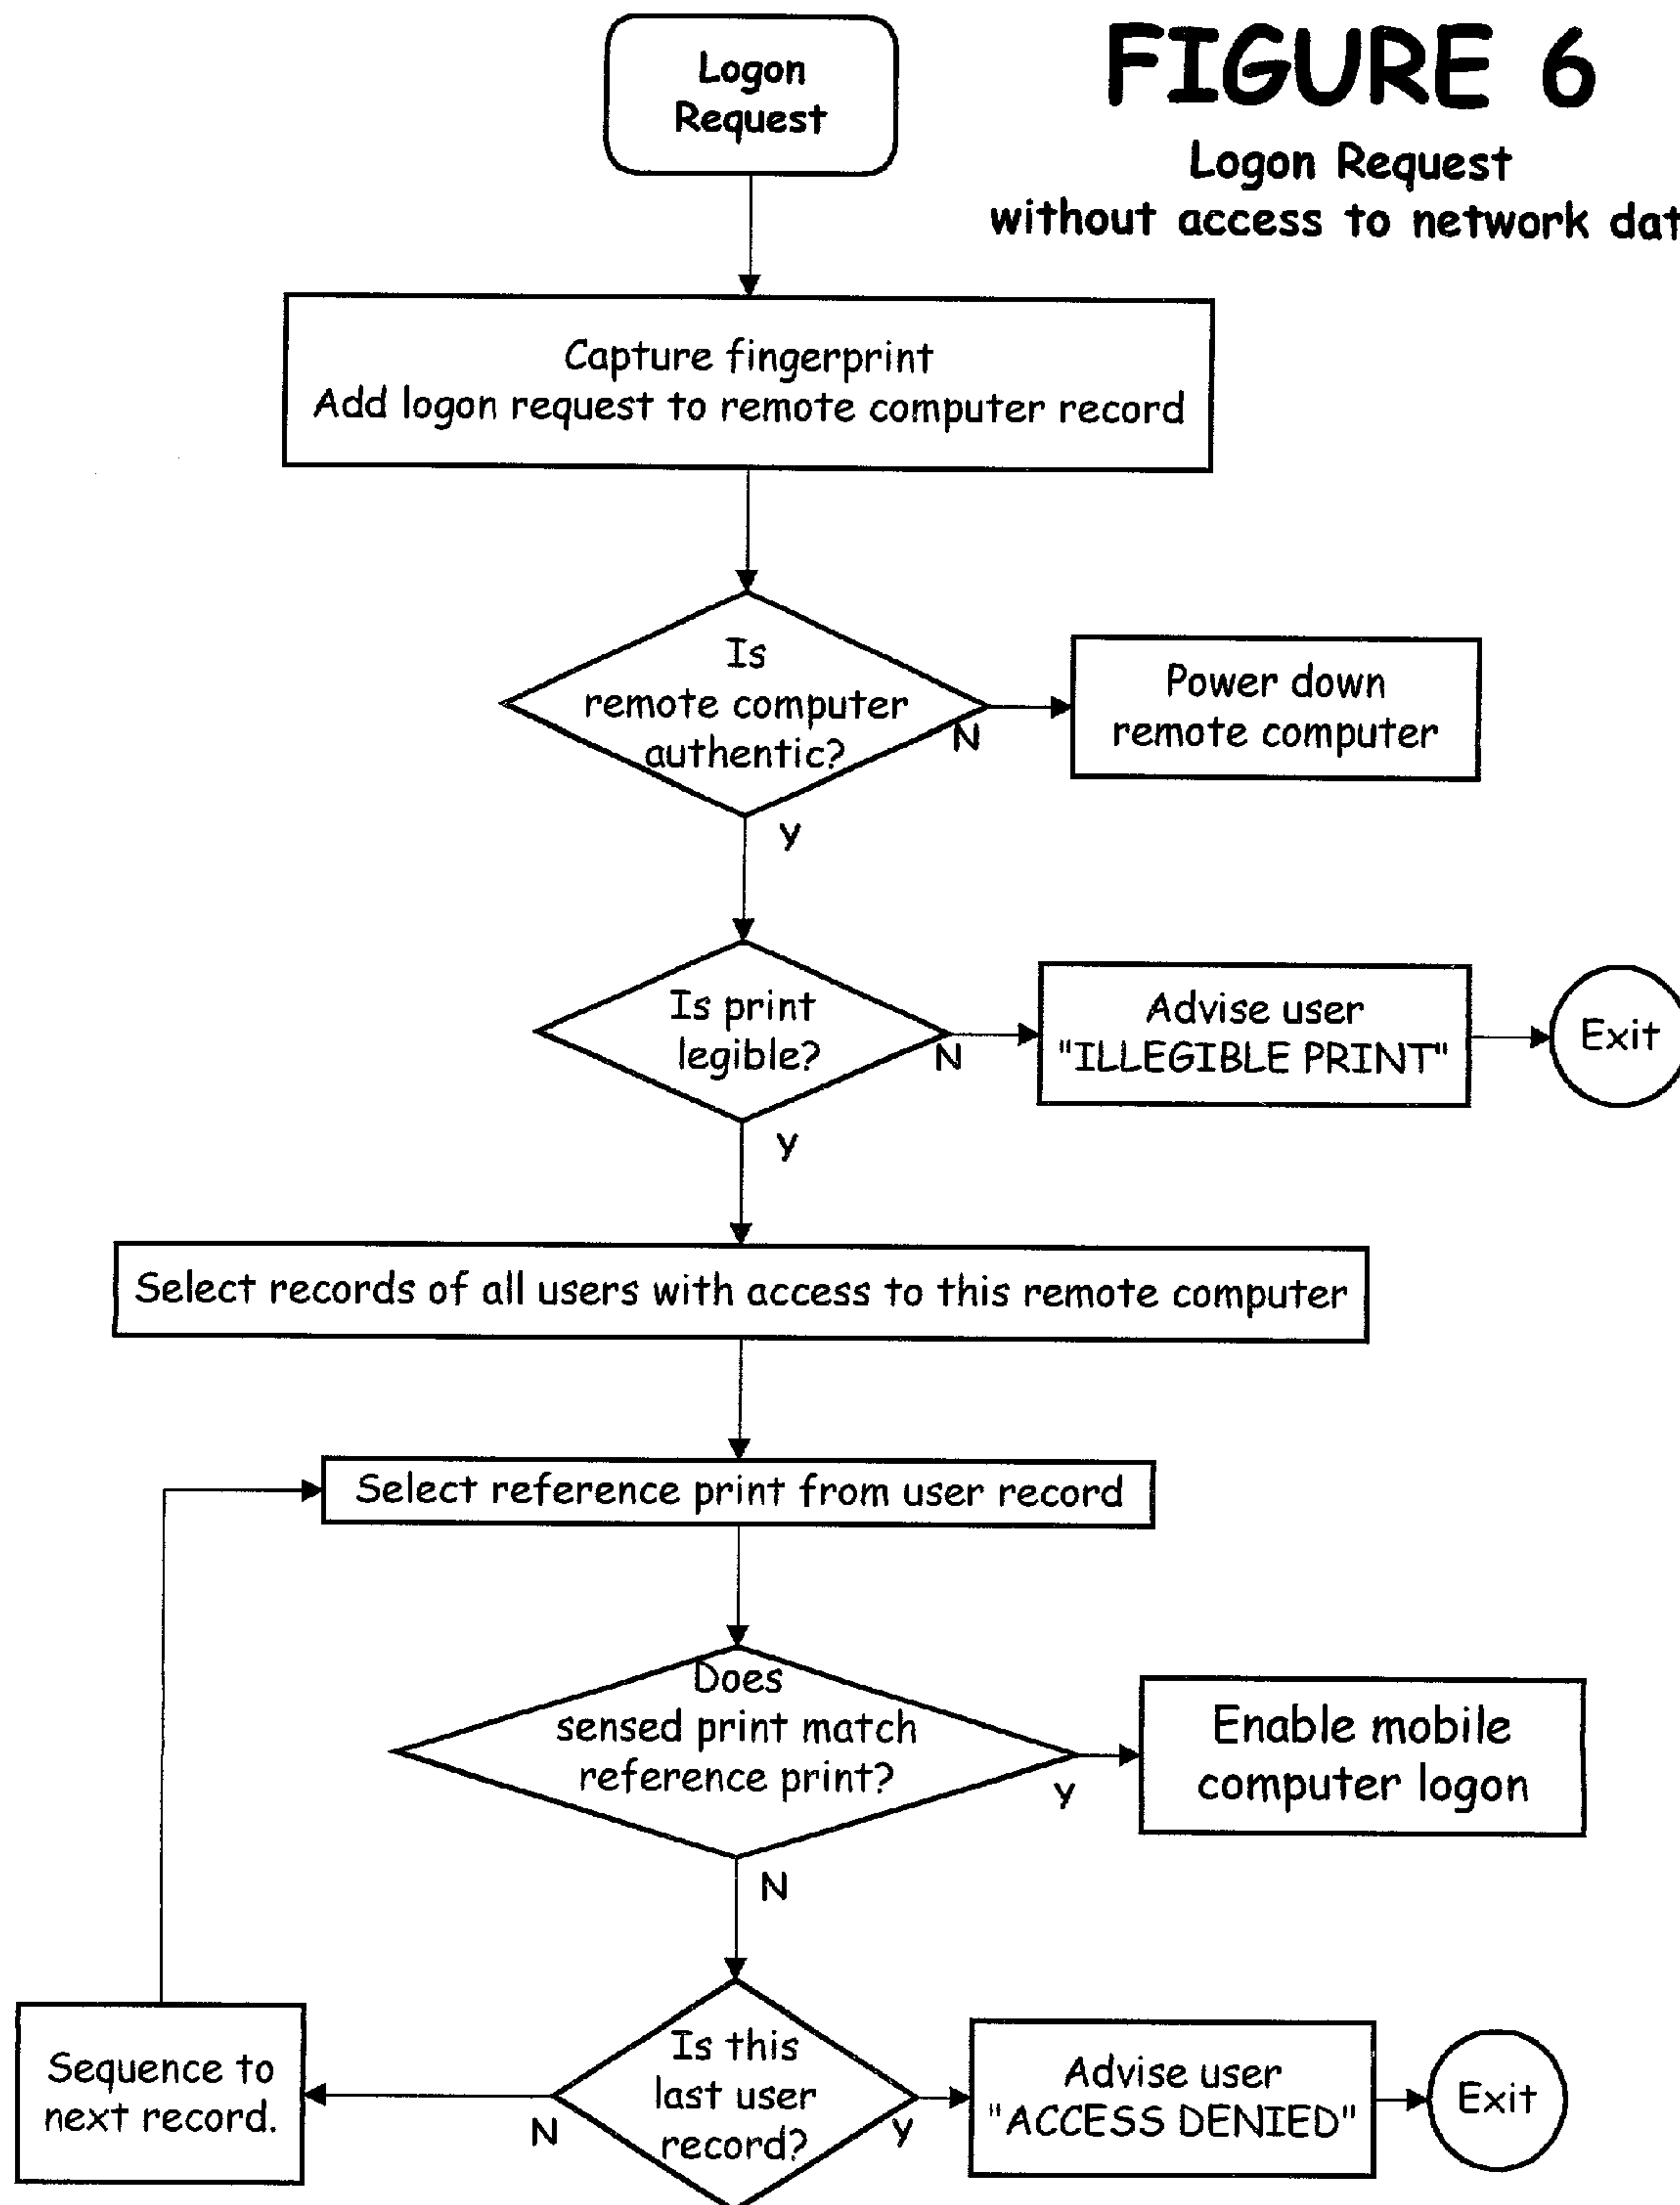 Logon
Request
FIGURE 6
Logon Request
without access to network dat
Capture fingerprint
Add logon request to remote computer record
Is
remote computer
authentic?
N
Power down
remote computer
Y
Is print
legible?
N
Advise user
"ILLEGIBLE PRINT"
Exit
Y
Select records of all users with access to this remote computer
Select reference print from user record
Does
sensed print match
reference print?
Y
Enable mobile
computer logon
N
Sequence to
next record.
N
Is this
last user
record?
Y
Advise user
"ACCESS DENIED"
Exit